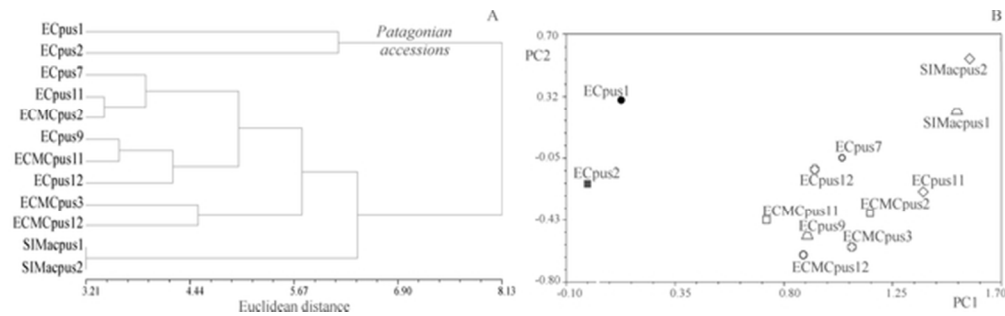 A
ECpus1
ECpus2
Patagonian
accessions
ECpus7
ECpus11
ECMCpus2
ECpus9
ECMCpus11
ECpus12
ECMCpus3
ECMCpus12
SIMacpus1
SIMacpus2
3.21 4.44 5.67 6.90 8.13
Euclidean distance
B
0.70
PC2
SIMacpus2
0.32
ECpus1
SIMacpus1
-0.05
ECpus7
ECpus2
ECpus12
ECpus11
ECMCpus2
-0.43
ECMCpus11
ECpus9
ECMCpus3
ECMCpus12
-0.80
-0.10 0.35 0.80 1.25 1.70
PC1